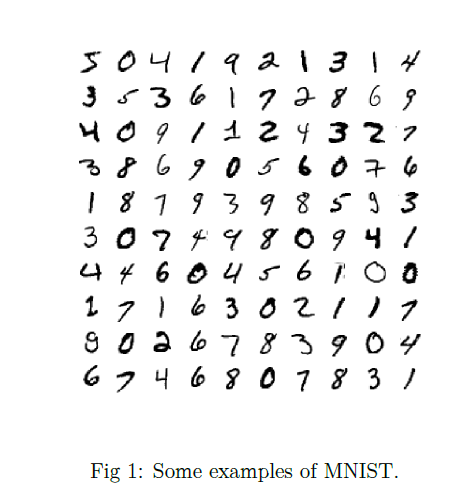 5 0 4 1 9 2 1 3 1 4
3 5 3 6 1 7 2 8 6 9
4 0 9 1 1 2 4 3 2 7
3 8 6 9 0 5 6 0 7 6
1 8 7 9 3 9 8 5 9 3
3 0 7 4 9 8 0 9 4 1
4 4 6 0 4 5 6 1 0 0
1 7 1 6 3 0 2 1 1 7
9 0 2 6 7 8 3 9 0 4
6 7 4 6 8 0 7 8 3 1
Fig 1: Some examples of MNIST.